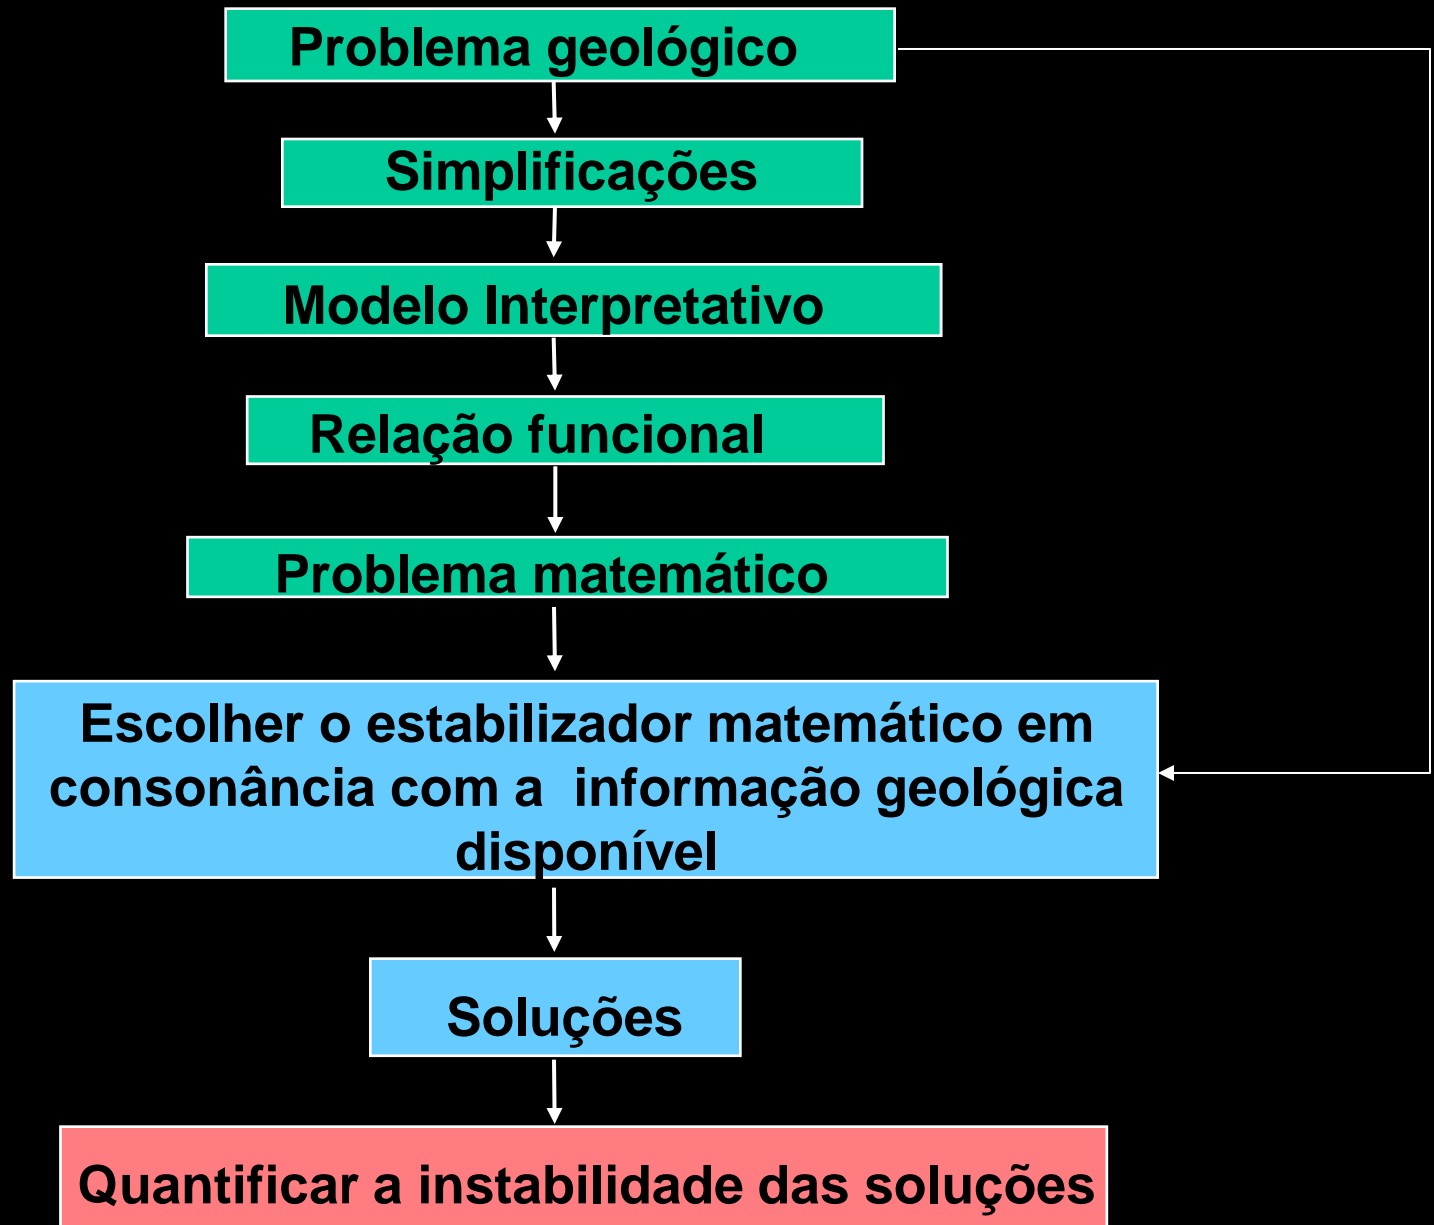 Problema geológico
Simplificações
Modelo Interpretativo
Relação funcional
Problema matemático
Escolher o estabilizador matemático em
consonância com a  informação geológica
disponível
Soluções
Quantificar a instabilidade das soluções